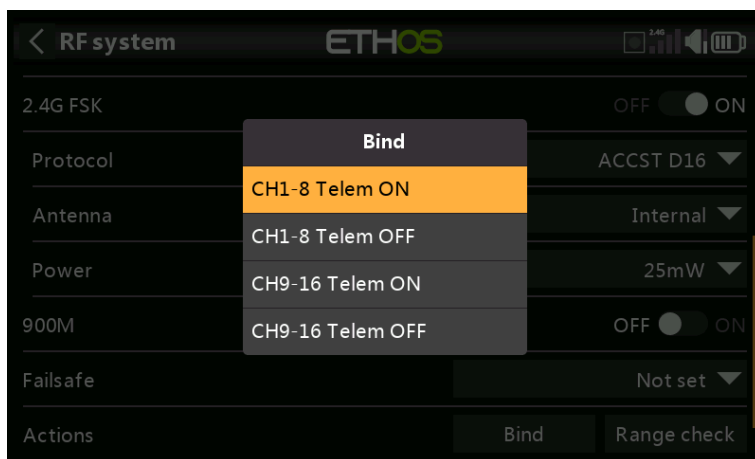 RF system
ETHOS
2.4G
2.4G FSK
OFF ON
Protocol
ACCST D16
Antenna
Internal
Power
25mW
900M
OFF ON
Failsafe
Not set
Actions
Bind
Range check
Bind
CH1-8 Telem ON
CH1-8 Telem OFF
CH9-16 Telem ON
CH9-16 Telem OFF